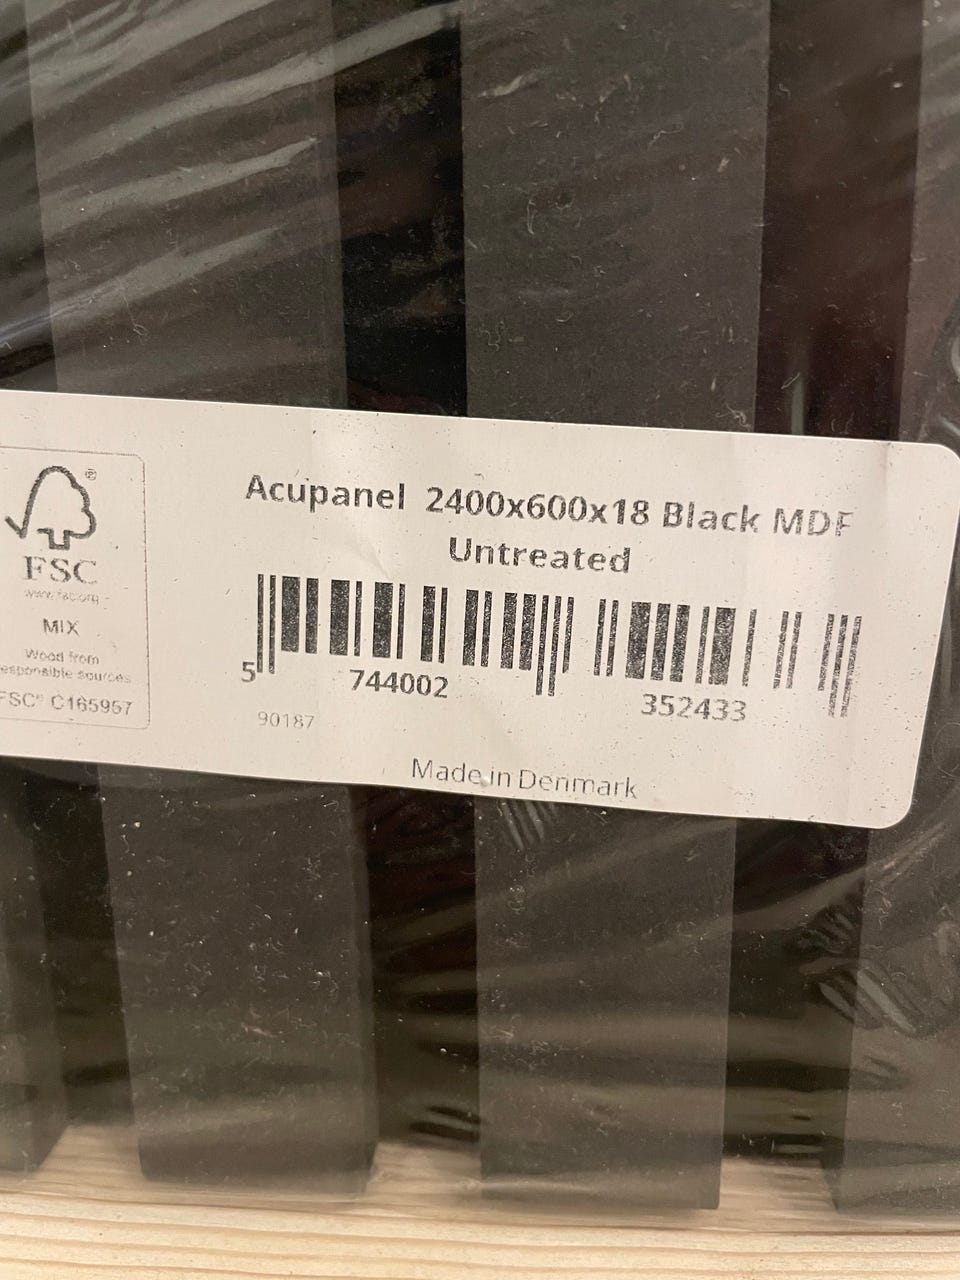 FSC
www.fsc.org
MIX
Wood from
responsible sources
FSC® C165957
Acupanel 2400x600x18 Black MDF
Untreated
5 744002 352433
90187
Made in Denmark